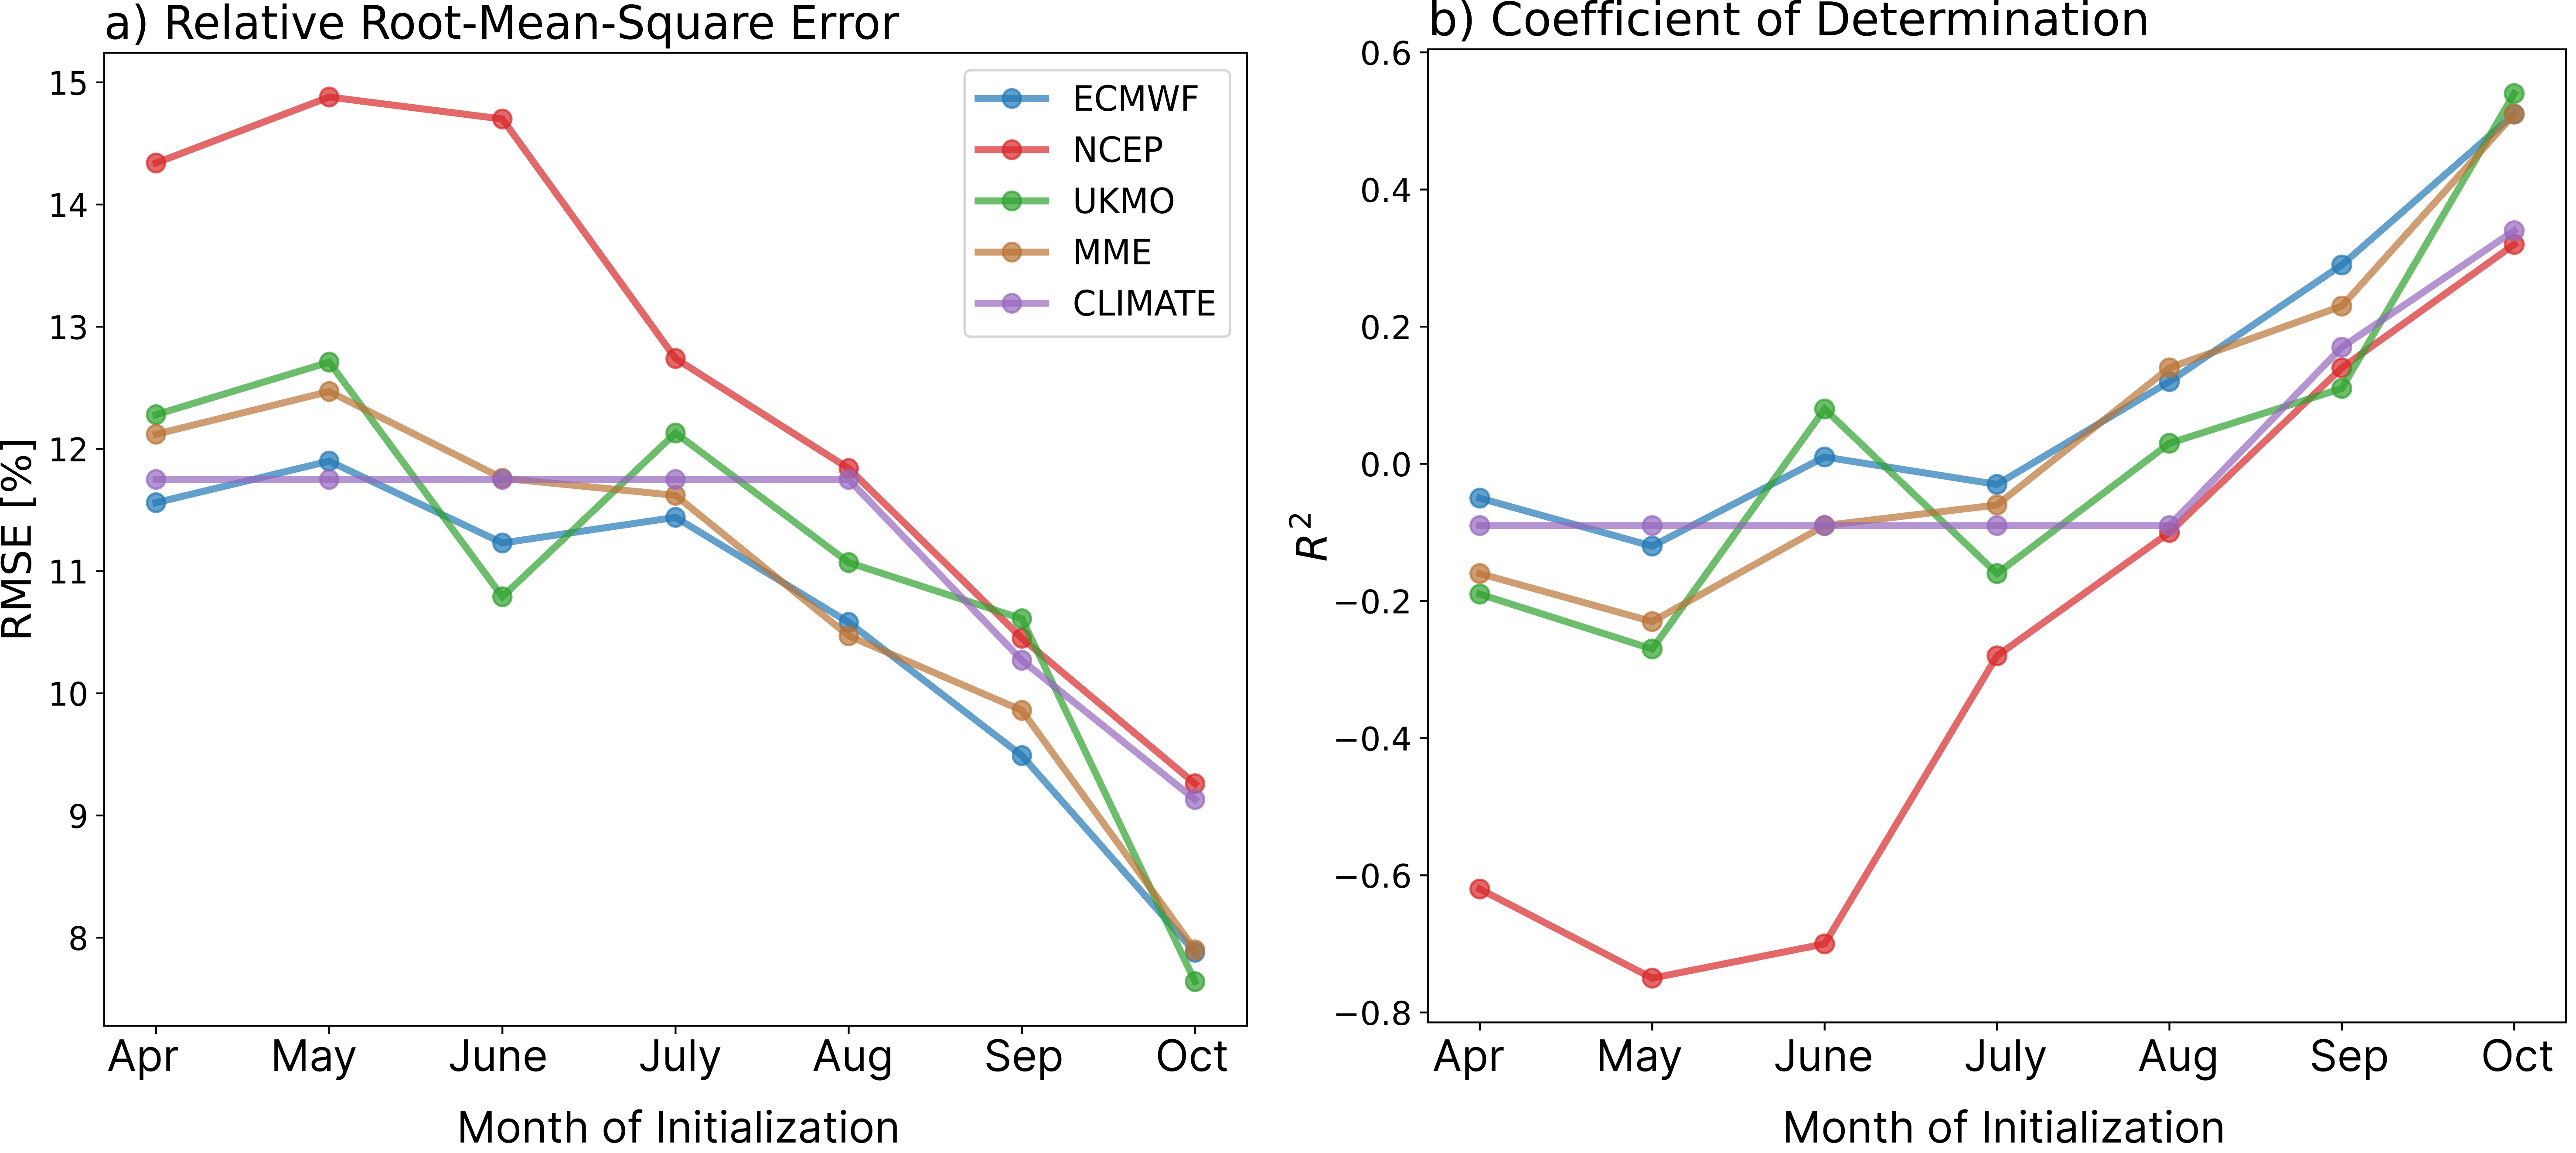 a) Relative Root-Mean-Square Error
RMSE [%]
15
14
13
12
11
10
9
8
ECMWF
NCEP
UKMO
MME
CLIMATE
Apr May June July Aug Sep Oct
Month of Initialization
b) Coefficient of Determination
R²
0.6
0.4
0.2
0.0
−0.2
−0.4
−0.6
−0.8
Apr May June July Aug Sep Oct
Month of Initialization